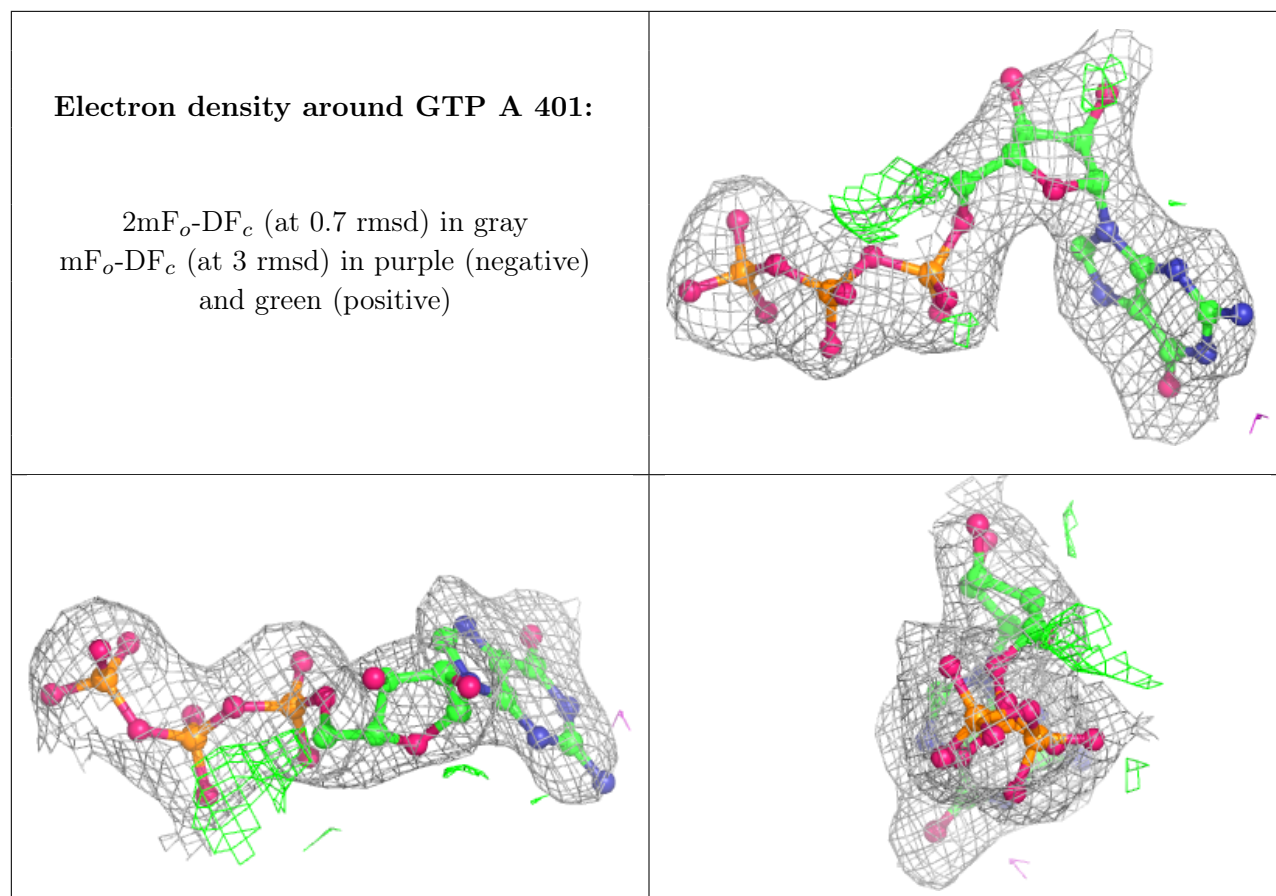 Electron density around GTP A 401:
2mFo-DFc (at 0.7 rmsd) in gray
mFo-DFc (at 3 rmsd) in purple (negative)
and green (positive)